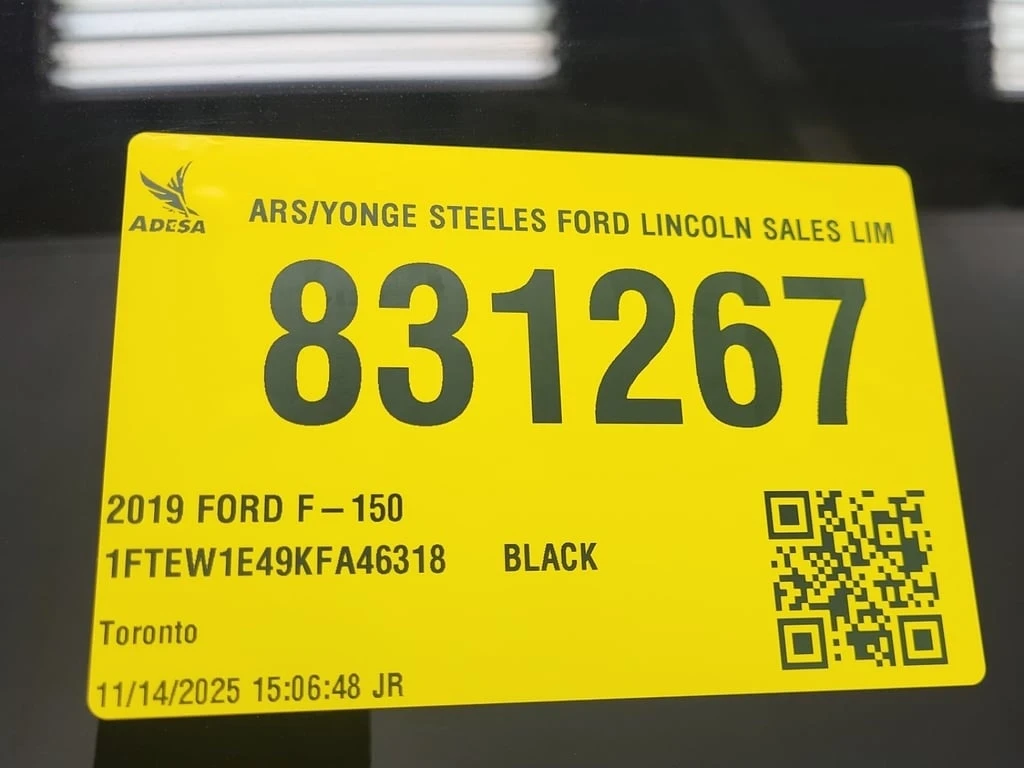 ADESA
ARS/YONGE STEELES FORD LINCOLN SALES LIM
831267
2019 FORD F-150
1FTEW1E49KFA46318 BLACK
Toronto
11/14/2025 15:06:48 JR